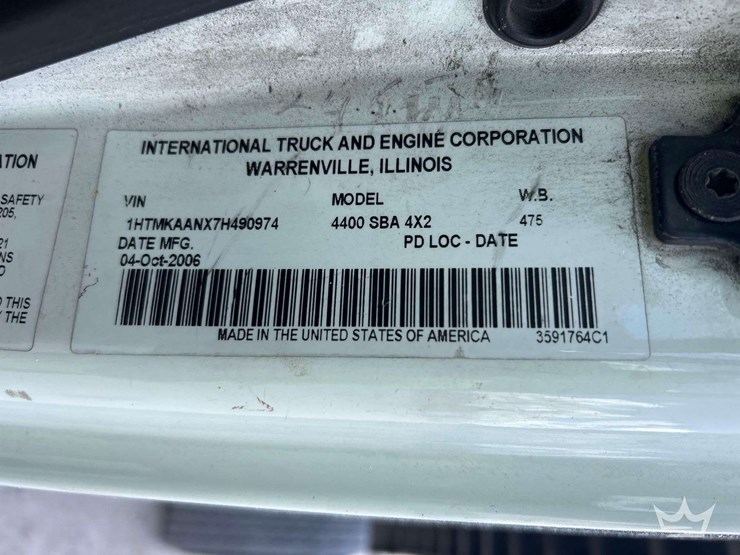 INTERNATIONAL TRUCK AND ENGINE CORPORATION
WARRENVILLE, ILLINOIS
VIN MODEL W.B.
1HTMKAANX7H490974 4400 SBA 4X2 475
DATE MFG. PD LOC - DATE
04-Oct-2006
MADE IN THE UNITED STATES OF AMERICA 3591764C1
SAFETY
205,
21
THIS
THE